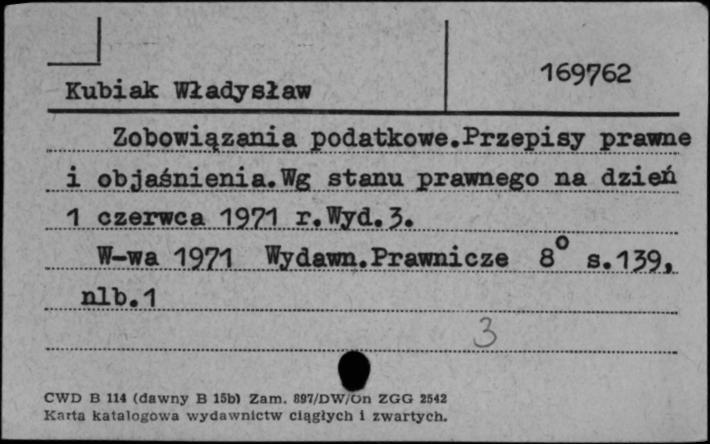 169762
Kubiak Władysław
Zobowiązania podatkowe.Przepisy prawne
i objaśnienia.Wg stanu prawnego na dzień
1 czerwca 1971 r.Wyd.3.
W-wa 1971 Wydawn.Prawnicze 8° s.139,
nlb.1
3
CWD B 114 (dawny B 15b) Zam. 897/DW/On ZGG 2542
Karta katalogowa wydawnictw ciągłych i zwartych.